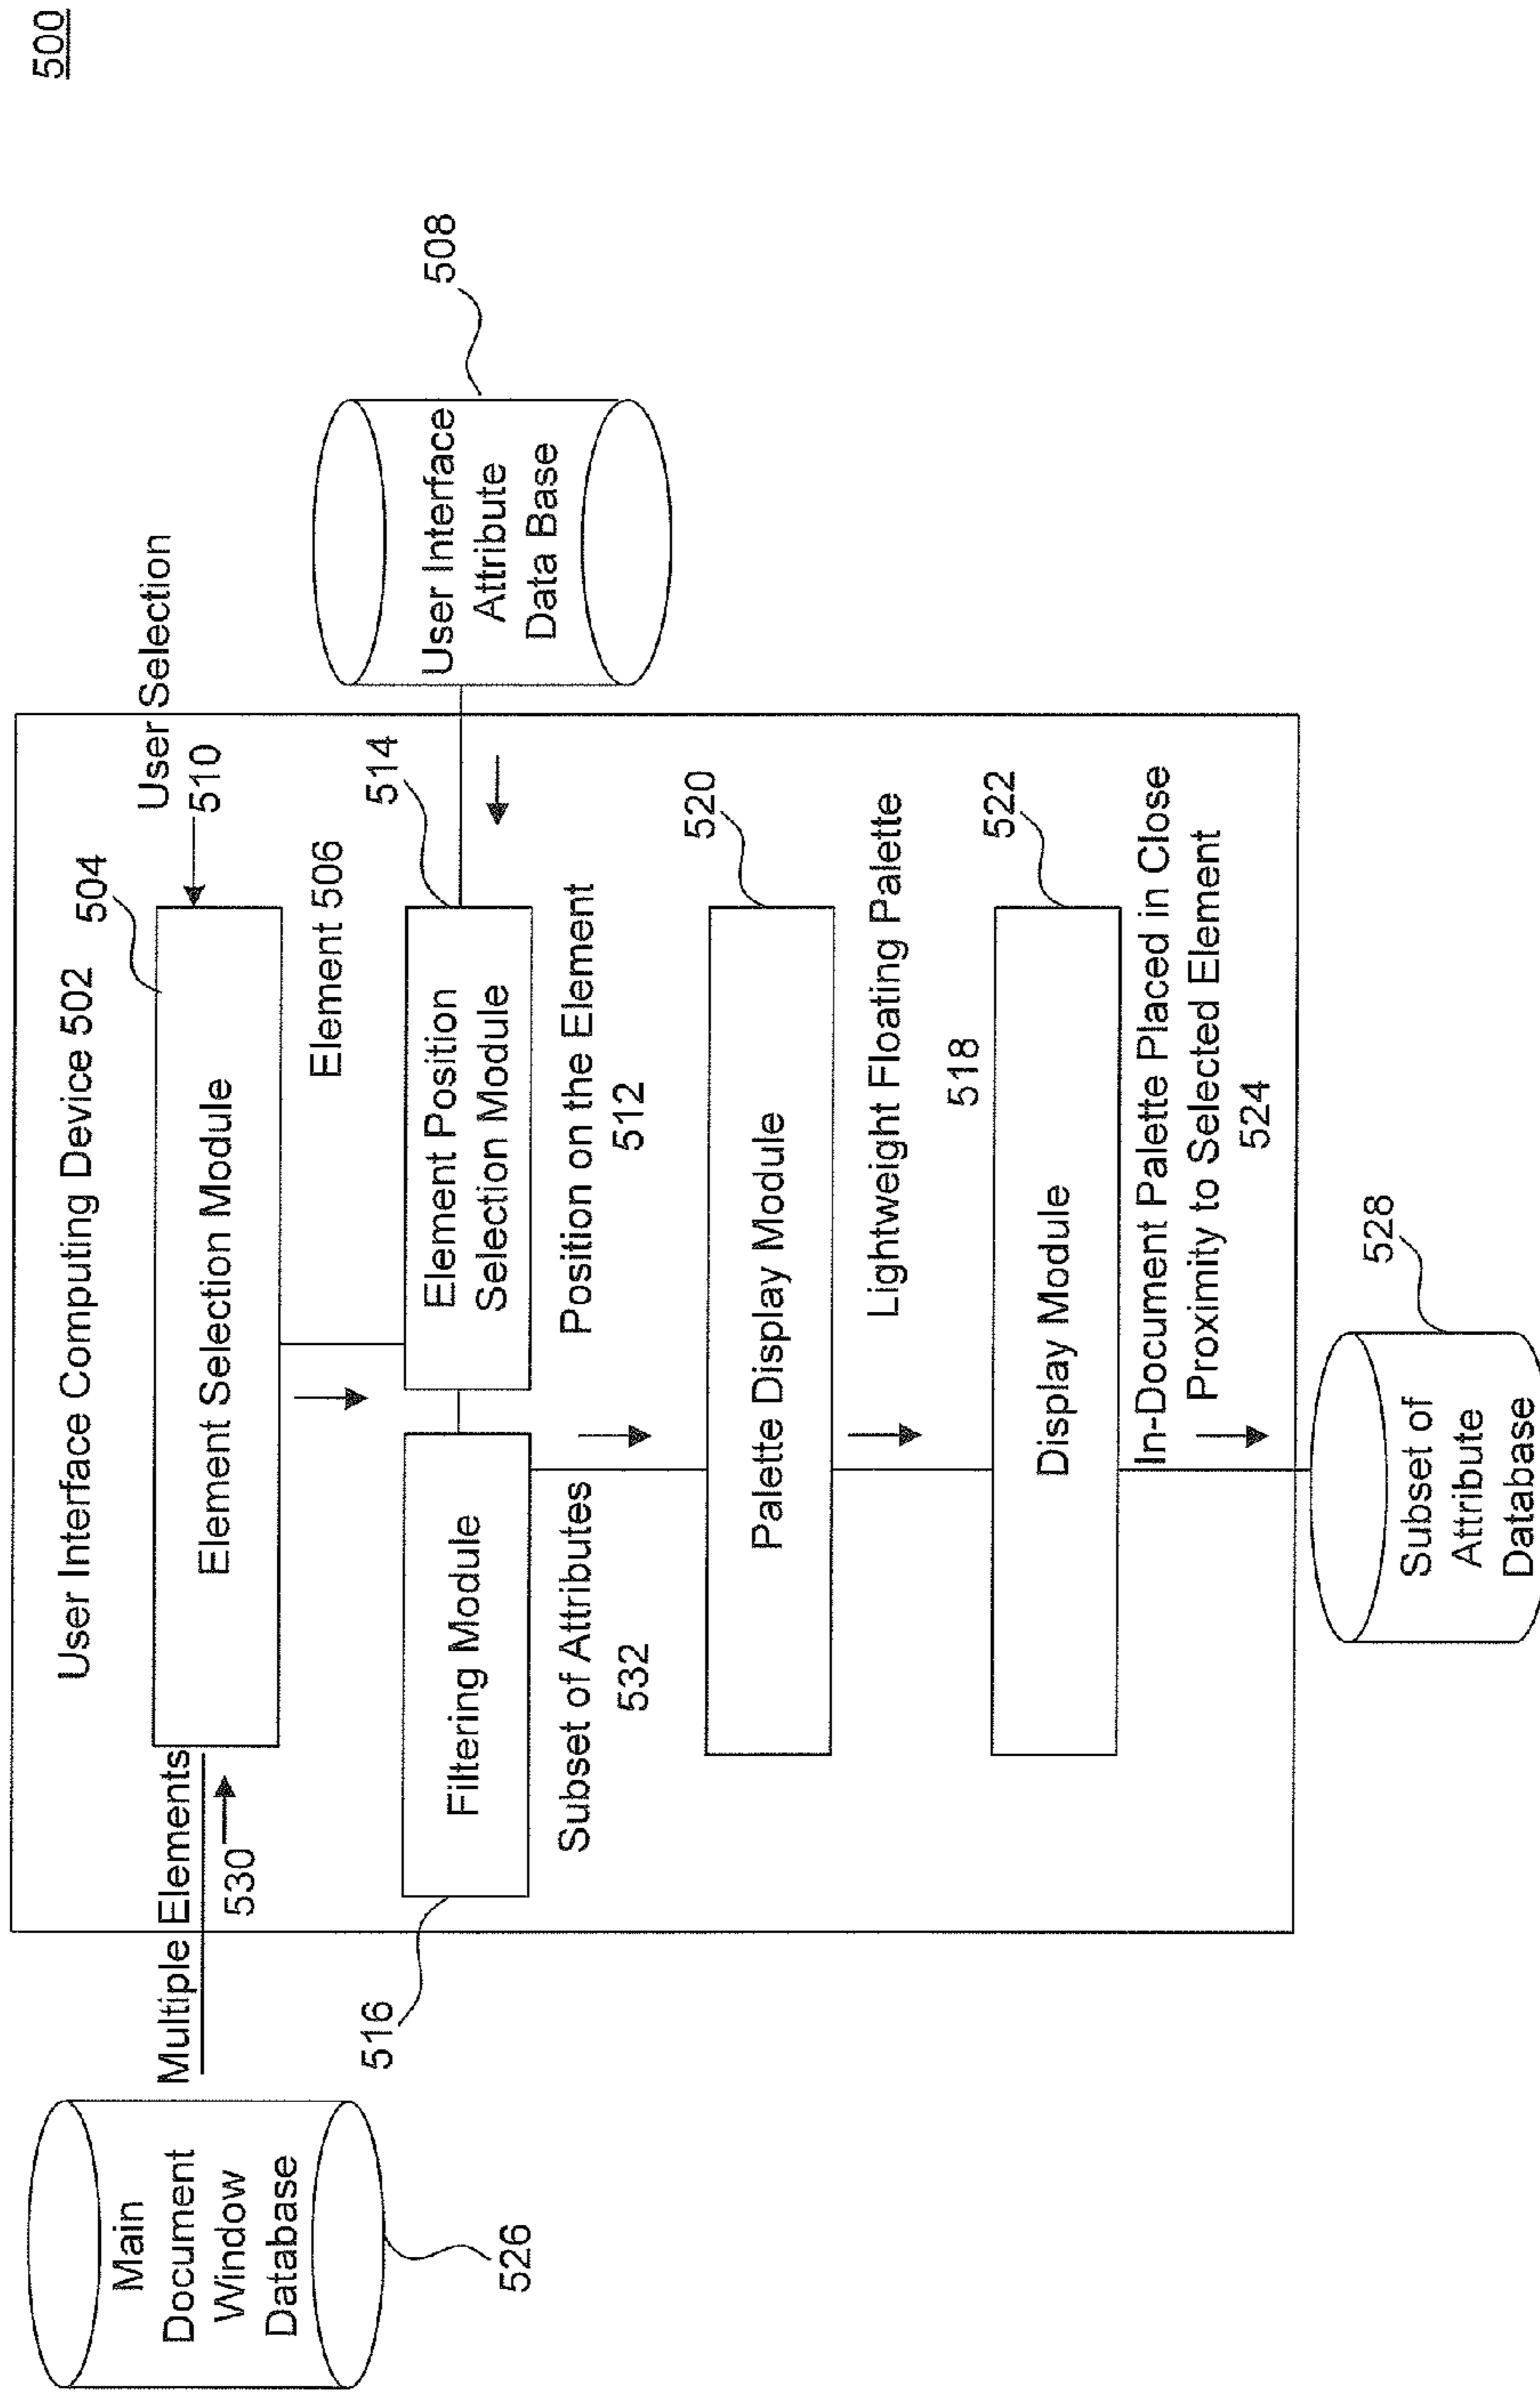 500
User Interface Computing Device 502
504
User Selection
510
Multiple Elements
530
Element Selection Module
Main
Document
Window
Database
526
Element 506
514
508
User Interface
Attribute
Data Base
516
Filtering Module
Element Position
Selection Module
Subset of Attributes
532
Position on the Element
512
520
Palette Display Module
Lightweight Floating Palette
518
522
Display Module
In-Document Palette Placed in Close
Proximity to Selected Element
524
528
Subset of
Attribute
Database